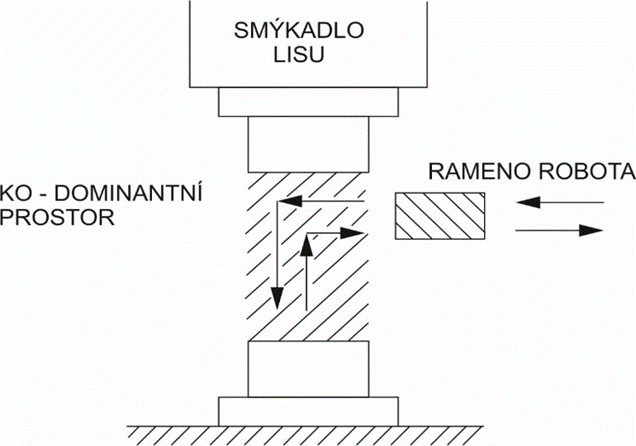 SMÝKADLO
LISU
KO - DOMINANTNÍ
PROSTOR
RAMENO ROBOTA